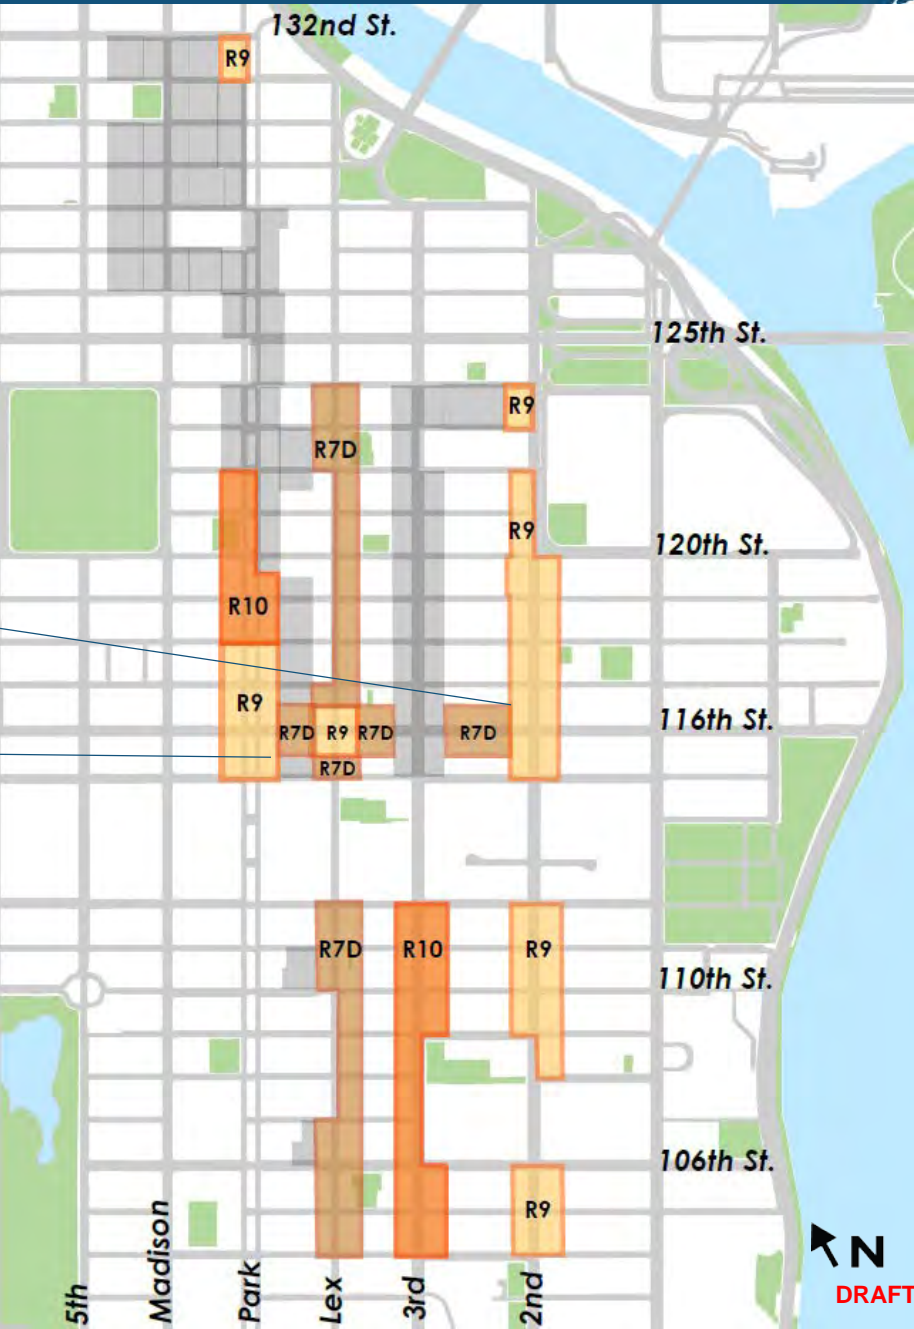 132nd St.
R9
125th St.
R9
R7D
R9
120th St.
R10
R9
116th St.
R7D
R9
R7D
R7D
R7D
R7D
R10
R9
110th St.
106th St.
R9
5th
Madison
Park
Lex
3rd
2nd
N
DRAFT